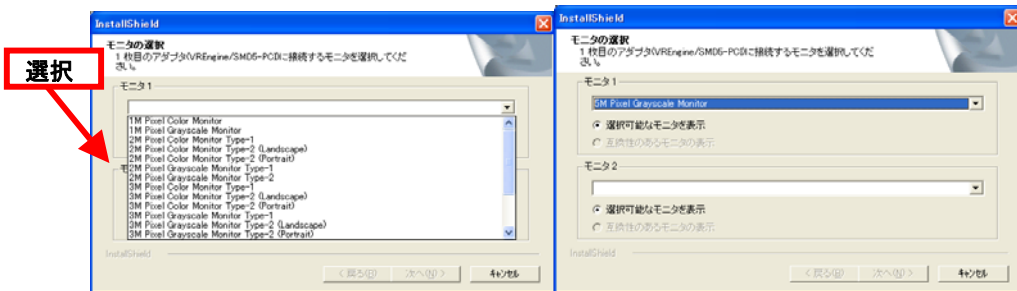 選択
InstallShield
モニタの選択
1 枚目のアダプタ(VREngine/SMD5-PCI)に接続するモニタを選択してくだ
さい。
モニタ1
1M Pixel Color Monitor
1M Pixel Grayscale Monitor
2M Pixel Color Monitor Type-1
2M Pixel Color Monitor Type-2 (Landscape)
2M Pixel Color Monitor Type-2 (Portrait)
2M Pixel Grayscale Monitor Type-1
2M Pixel Grayscale Monitor Type-2
3M Pixel Color Monitor Type-1
3M Pixel Color Monitor Type-2 (Landscape)
3M Pixel Color Monitor Type-2 (Portrait)
3M Pixel Grayscale Monitor Type-1
3M Pixel Grayscale Monitor Type-2 (Landscape)
3M Pixel Grayscale Monitor Type-2 (Portrait)
InstallShield
< 戻る(B)
次へ(N) >
キャンセル
InstallShield
モニタの選択
1 枚目のアダプタ(VREngine/SMD5-PCI)に接続するモニタを選択してくだ
さい。
モニタ1
5M Pixel Grayscale Monitor
選択可能なモニタを表示
互換性のあるモニタの表示
モニタ2
選択可能なモニタを表示
互換性のあるモニタの表示
InstallShield
< 戻る(B)
次へ(N) >
キャンセル